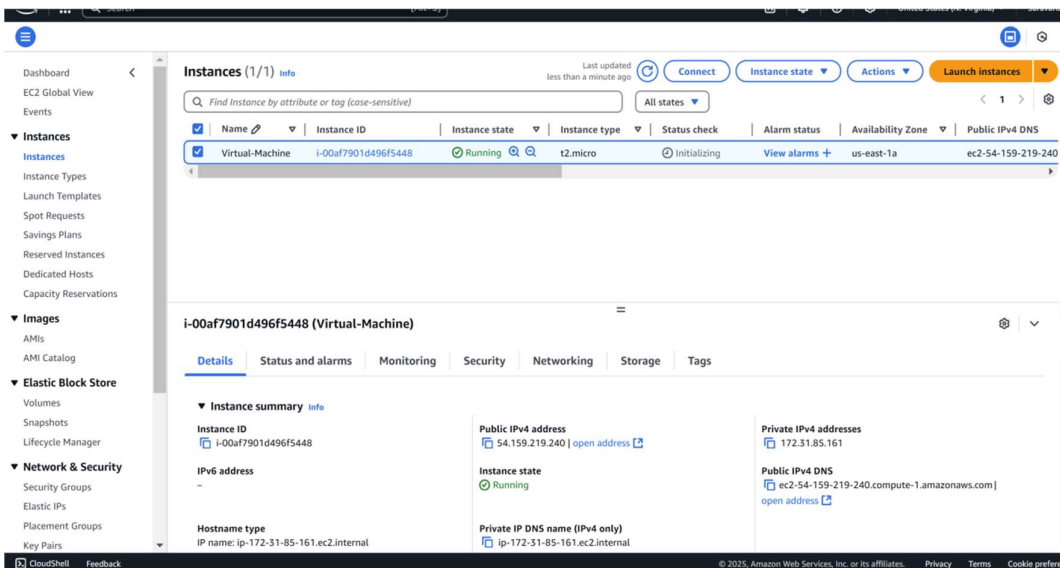 Search [Alt+S] United States (N. Virginia)
Dashboard
EC2 Global View
Events
Instances
Instances
Instance Types
Launch Templates
Spot Requests
Savings Plans
Reserved Instances
Dedicated Hosts
Capacity Reservations
Images
AMIs
AMI Catalog
Elastic Block Store
Volumes
Snapshots
Lifecycle Manager
Network & Security
Security Groups
Elastic IPs
Placement Groups
Key Pairs
Instances (1/1) Info
Last updated
less than a minute ago
Connect
Instance state
Actions
Launch instances
Find Instance by attribute or tag (case-sensitive)
All states
1
Name Instance ID Instance state Instance type Status check Alarm status Availability Zone Public IPv4 DNS
Virtual-Machine i-00af7901d496f5448 Running t2.micro Initializing View alarms + us-east-1a ec2-54-159-219-240
i-00af7901d496f5448 (Virtual-Machine)
Details Status and alarms Monitoring Security Networking Storage Tags
Instance summary Info
Instance ID
i-00af7901d496f5448
Public IPv4 address
54.159.219.240 | open address
Private IPv4 addresses
172.31.85.161
IPv6 address
–
Instance state
Running
Public IPv4 DNS
ec2-54-159-219-240.compute-1.amazonaws.com |
open address
Hostname type
IP name: ip-172-31-85-161.ec2.internal
Private IP DNS name (IPv4 only)
ip-172-31-85-161.ec2.internal
CloudShell Feedback © 2025, Amazon Web Services, Inc. or its affiliates. Privacy Terms Cookie prefer